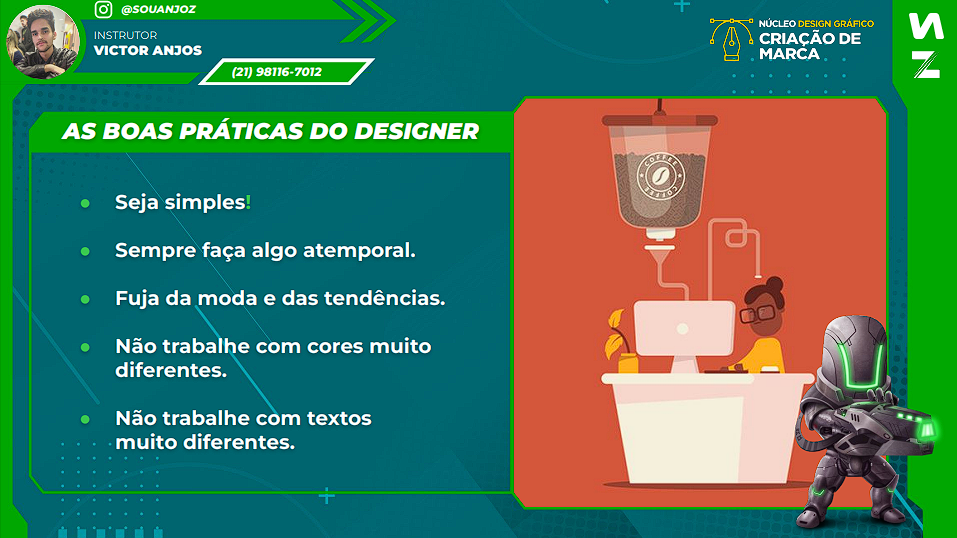 @SOUANJOZ
INSTRUTOR
VICTOR ANJOS
(21) 98116-7012
NÚCLEO DESIGN GRÁFICO
CRIAÇÃO DE
MARCA
AS BOAS PRÁTICAS DO DESIGNER
Seja simples!
Sempre faça algo atemporal.
Fuja da moda e das tendências.
Não trabalhe com cores muito
diferentes.
Não trabalhe com textos
muito diferentes.
COFFEE
COFFEE